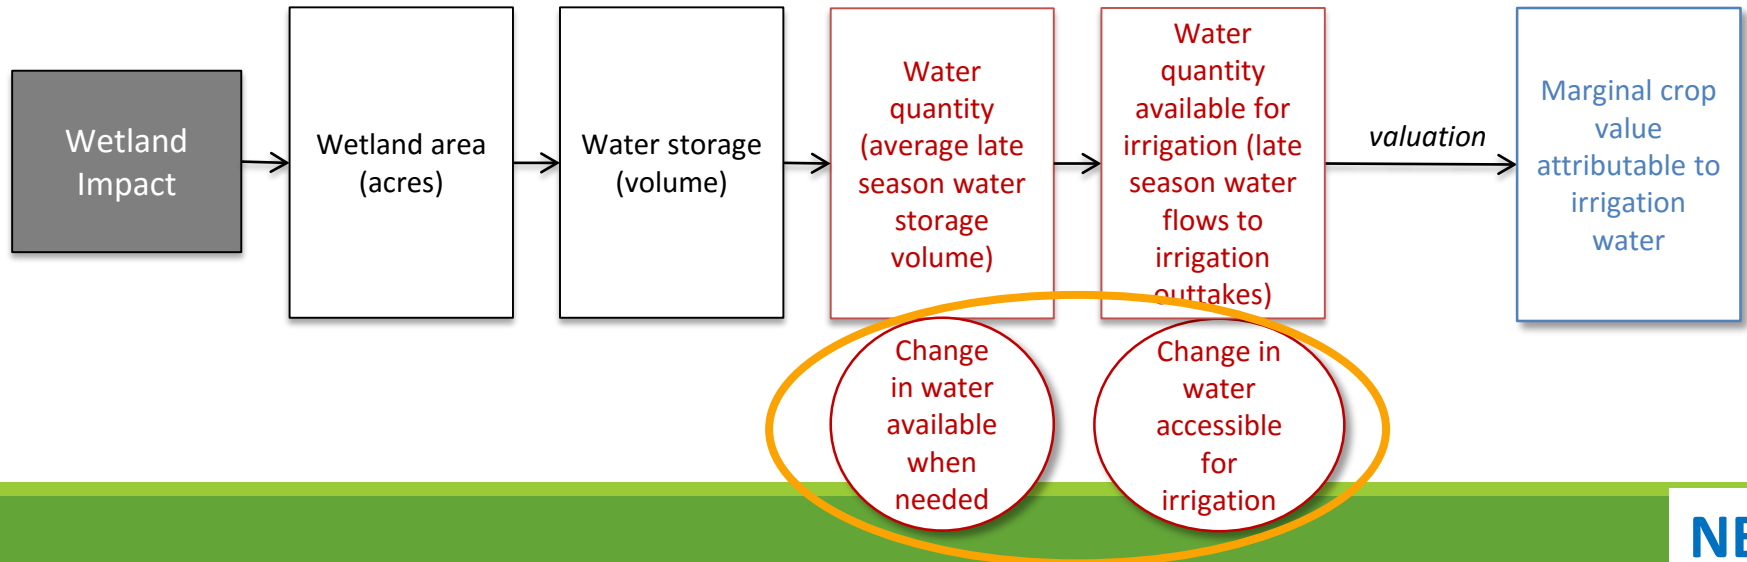 Wetland
Impact
Wetland area
(acres)
Water storage
(volume)
Water
quantity
(average late
season water
storage
volume)
Water
quantity
available for
irrigation (late
season water
flows to
irrigation
outtakes)
valuation
Marginal crop
value
attributable to
irrigation
water
Change
in water
available
when
needed
Change in
water
accessible
for
irrigation